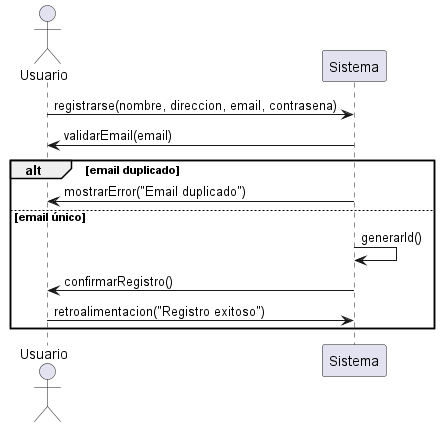 Usuario
Sistema
registrarse(nombre, direccion, email, contrasena)
validarEmail(email)
alt [email duplicado]
mostrarError("Email duplicado")
[email único]
generarId()
confirmarRegistro()
retroalimentacion("Registro exitoso")
Usuario
Sistema